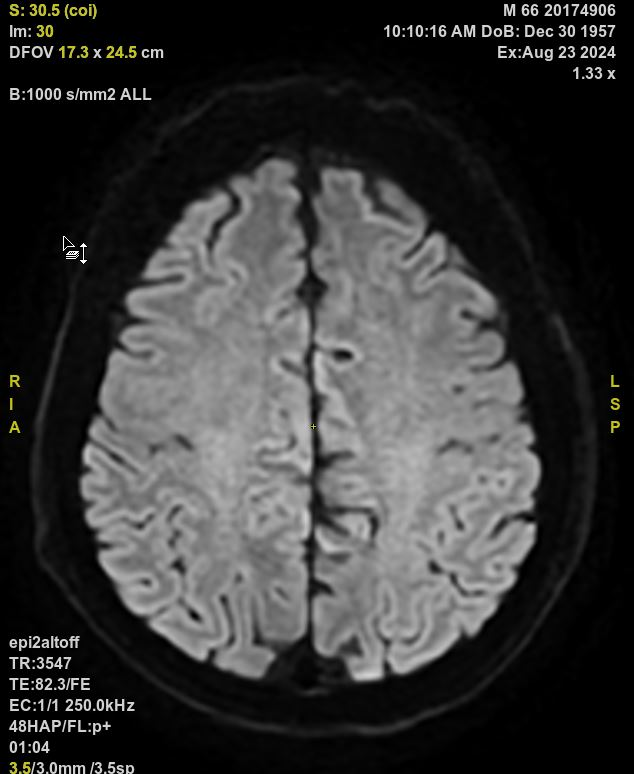 S: 30.5 (coi)
Im: 30
DFOV 17.3 x 24.5 cm
B:1000 s/mm2 ALL
M 66 20174906
10:10:16 AM DoB: Dec 30 1957
Ex:Aug 23 2024
1.33 x
R
I
A
L
S
P
epi2altoff
TR:3547
TE:82.3/FE
EC:1/1 250.0kHz
48HAP/FL:p+
01:04
3.5/3.0mm /3.5sp